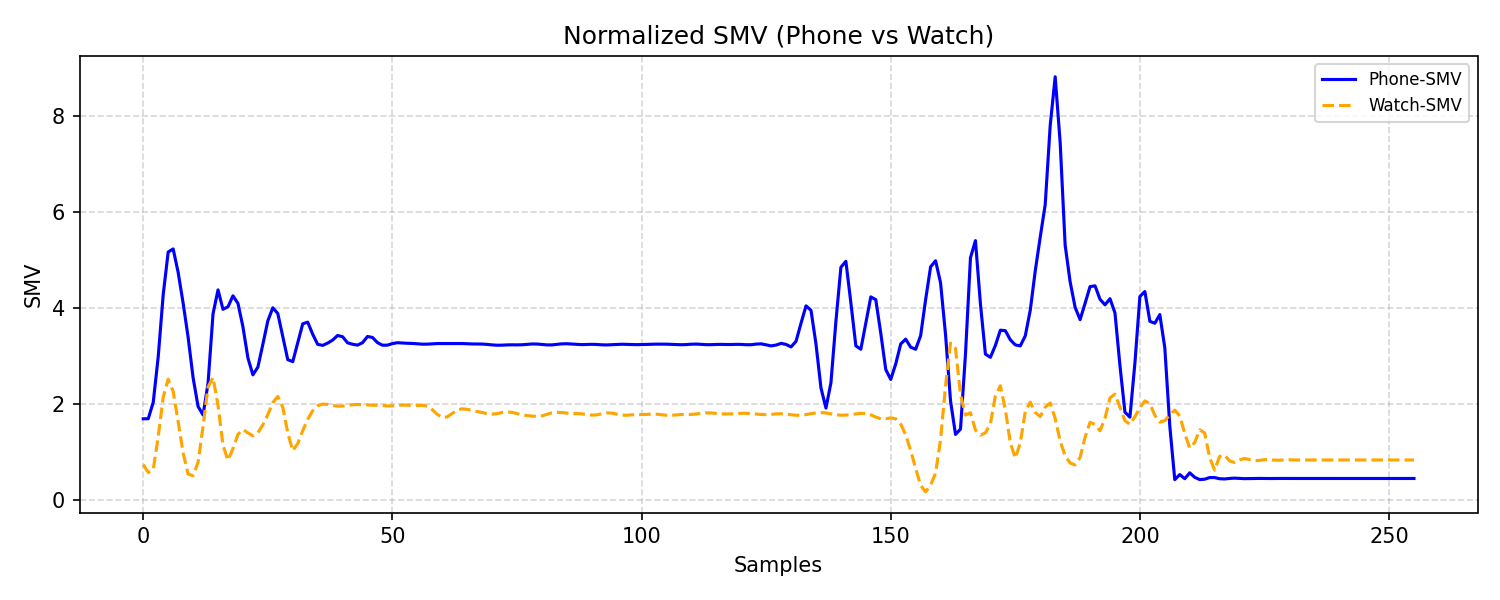 Normalized SMV (Phone vs Watch)
Phone-SMV
Watch-SMV
SMV
8
6
4
2
0
0 50 100 150 200 250
Samples